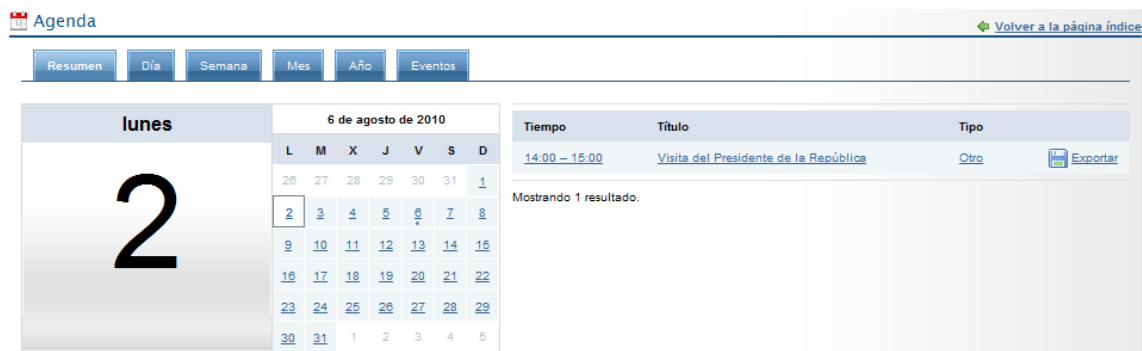 Agenda
Volver a la página índice
Resumen Día Semana Mes Año Eventos
lunes
2
6 de agosto de 2010
L M X J V S D
26 27 28 29 30 31 1
2 3 4 5 6 7 8
*
9 10 11 12 13 14 15
16 17 18 19 20 21 22
23 24 25 26 27 28 29
30 31 1 2 3 4 5
Tiempo Título Tipo
14:00 – 15:00 Visita del Presidente de la República Otro Exportar
Mostrando 1 resultado.